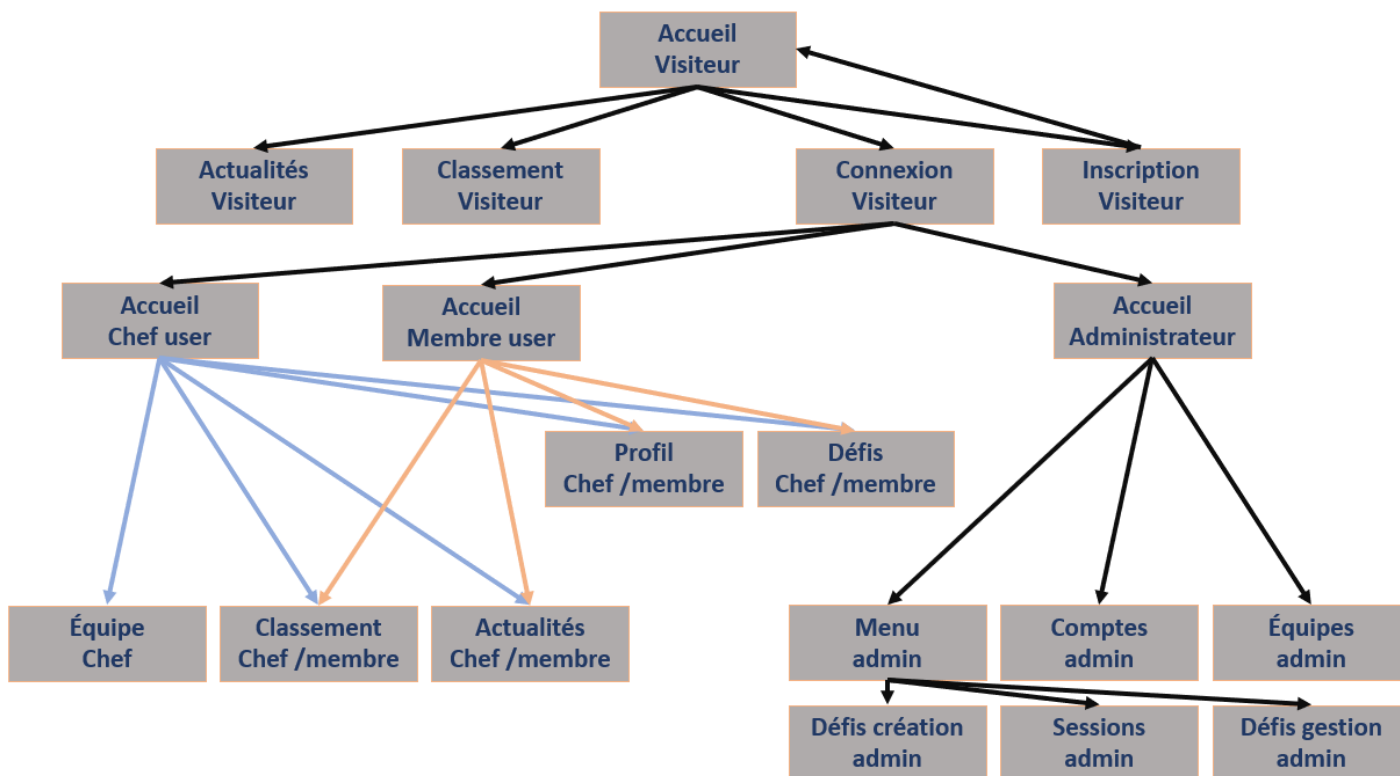 Accueil
Visiteur
Actualités
Visiteur
Classement
Visiteur
Connexion
Visiteur
Inscription
Visiteur
Accueil
Chef user
Accueil
Membre user
Accueil
Administrateur
Profil
Chef /membre
Défis
Chef /membre
Équipe
Chef
Classement
Chef /membre
Actualités
Chef /membre
Menu
admin
Comptes
admin
Équipes
admin
Défis création
admin
Sessions
admin
Défis gestion
admin